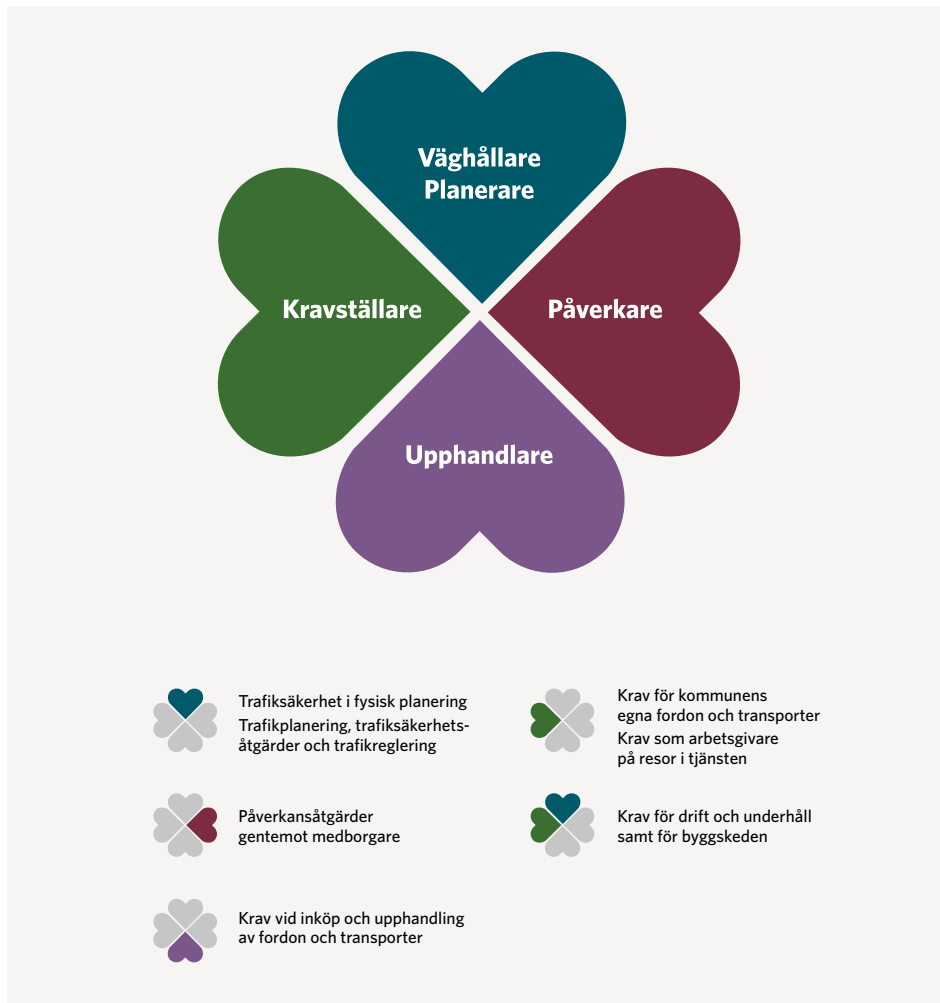 Väghållare
Planerare
Kravställare
Påverkare
Upphandlare
Trafiksäkerhet i fysisk planering
Trafikplanering, trafiksäkerhets-
åtgärder och trafikreglering
Påverkansåtgärder
gentemot medborgare
Krav vid inköp och upphandling
av fordon och transporter
Krav för kommunens
egna fordon och transporter
Krav som arbetsgivare
på resor i tjänsten
Krav för drift och underhåll
samt för byggskeden